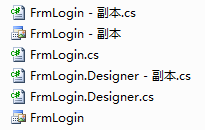 FrmLogin - 副本.cs
FrmLogin - 副本
FrmLogin.cs
FrmLogin.Designer - 副本.cs
FrmLogin.Designer.cs
FrmLogin